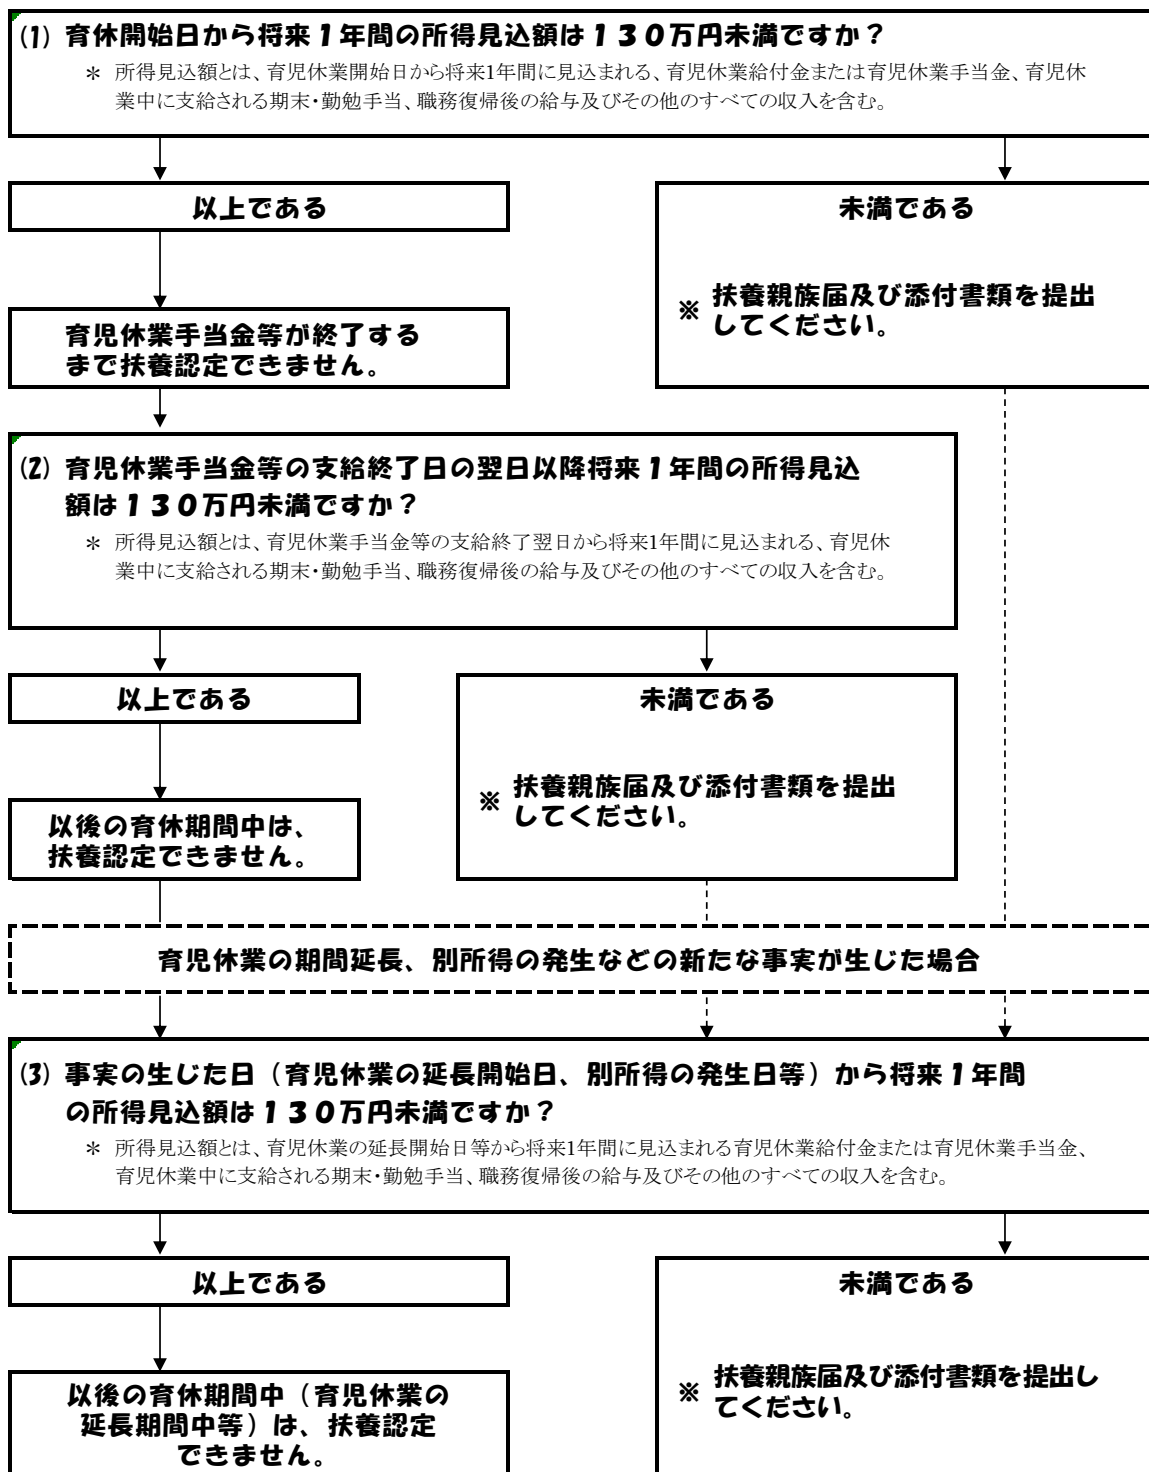 (1) 育休開始日から将来１年間の所得見込額は１３０万円未満ですか？
＊ 所得見込額とは、育児休業開始日から将来1年間に見込まれる、育児休業給付金または育児休業手当金、育児休
業中に支給される期末・勤勉手当、職務復帰後の給与及びその他のすべての収入を含む。
以上である
未満である
※ 扶養親族届及び添付書類を提出
してください。
育児休業手当金等が終了する
まで扶養認定できません。
(2) 育児休業手当金等の支給終了日の翌日以降将来１年間の所得見込
額は１３０万円未満ですか？
＊ 所得見込額とは、育児休業手当金等の支給終了翌日から将来1年間に見込まれる、育児休
業中に支給される期末・勤勉手当、職務復帰後の給与及びその他のすべての収入を含む。
以上である
未満である
※ 扶養親族届及び添付書類を提出
してください。
以後の育休期間中は、
扶養認定できません。
育児休業の期間延長、別所得の発生などの新たな事実が生じた場合
(3) 事実の生じた日（育児休業の延長開始日、別所得の発生日等）から将来１年間
の所得見込額は１３０万円未満ですか？
＊ 所得見込額とは、育児休業の延長開始日等から将来1年間に見込まれる育児休業給付金または育児休業手当金、
育児休業中に支給される期末・勤勉手当、職務復帰後の給与及びその他のすべての収入を含む。
以上である
未満である
※ 扶養親族届及び添付書類を提出し
てください。
以後の育休期間中（育児休業の
延長期間中等）は、扶養認定
できません。